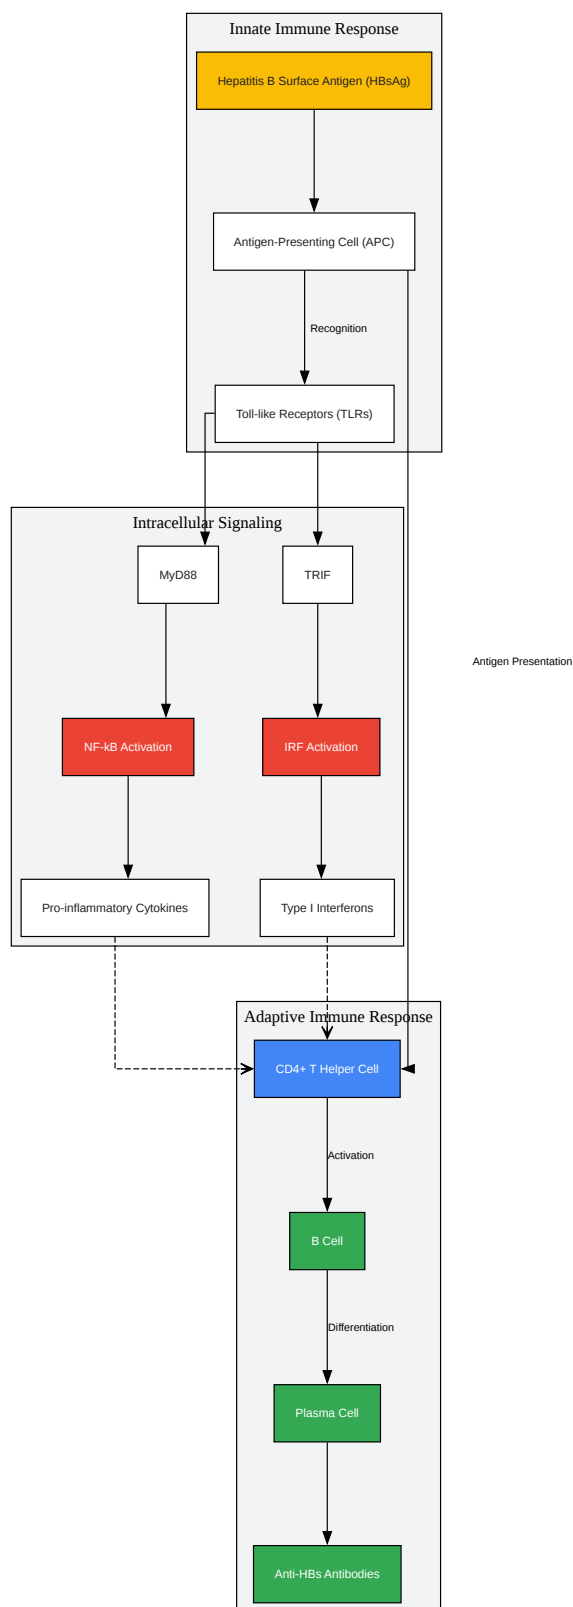 Innate Immune Response
Hepatitis B Surface Antigen (HBsAg)
Antigen-Presenting Cell (APC)
Recognition
Toll-like Receptors (TLRs)
Intracellular Signaling
MyD88
TRIF
Antigen Presentation
NF-kB Activation
IRF Activation
Pro-inflammatory Cytokines
Type I Interferons
Adaptive Immune Response
CD4+ T Helper Cell
Activation
B Cell
Differentiation
Plasma Cell
Anti-HBs Antibodies